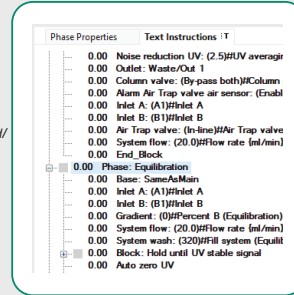 Phase Properties
Text Instructions
0.00 Noise reduction UV: (2.5)#UV averagin
0.00 Outlet: Waste/Out 1
0.00 Column valve: (By-pass both)#Column
0.00 Alarm Air Trap valve air sensor: (Enabl
0.00 Inlet A: (A1)#Inlet A
0.00 Inlet B: (B1)#Inlet B
0.00 Air Trap valve: (In-line)#Air Trap valve
0.00 System flow: (20.0)#Flow rate {ml/min}
0.00 End_Block
0.00 Phase: Equilibration
0.00 Base: SameAsMain
0.00 Inlet A: (A1)#Inlet A
0.00 Inlet B: (B1)#Inlet B
0.00 Gradient: (0)#Percent B (Equilibration)
0.00 System flow: (20.0)#Flow rate {ml/min}
0.00 System wash: (320)#Fill system (Equilib
0.00 Block: Hold until UV stable signal
0.00 Auto zero UV